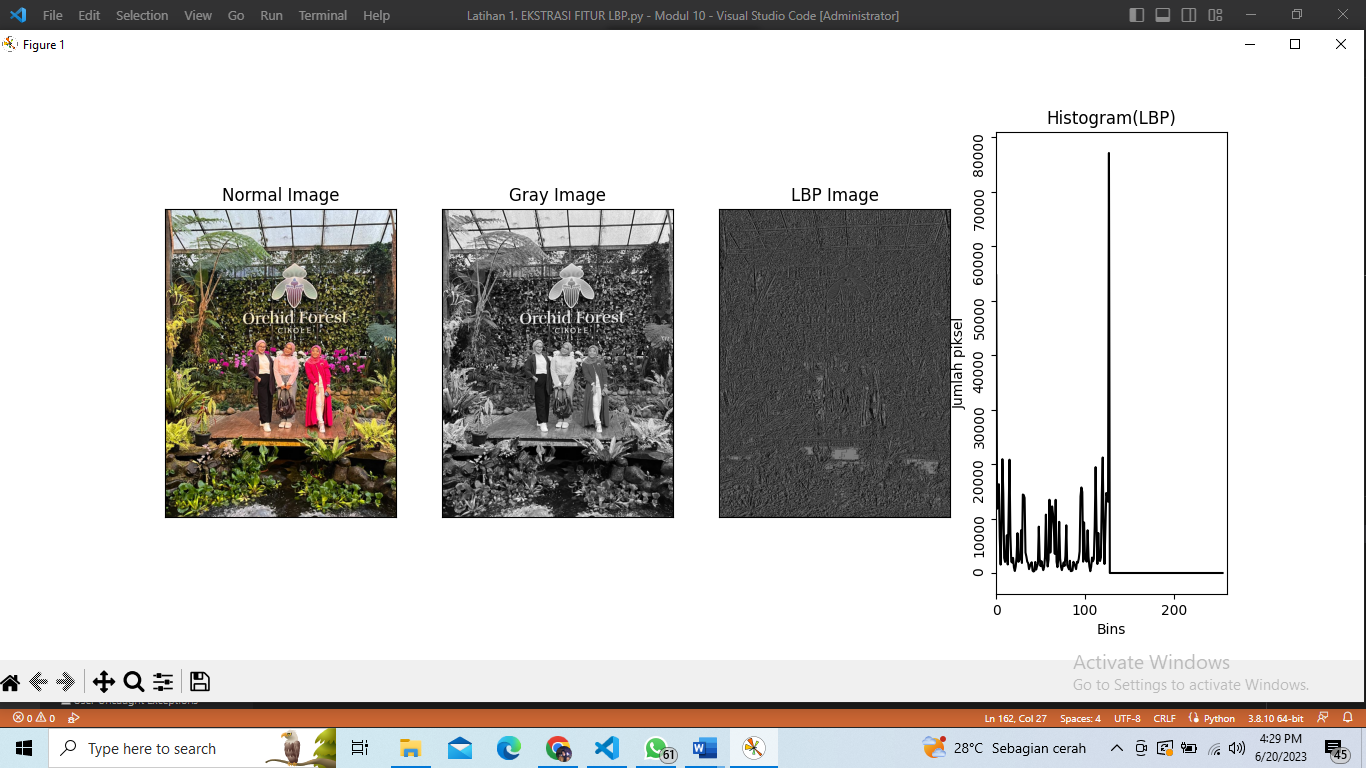 File Edit Selection View Go Run Terminal Help
Latihan 1. EKSTRASI FITUR LBP.py - Modul 10 - Visual Studio Code [Administrator]
Figure 1
Normal Image
Orchid Forest
CIKOLE
Gray Image
Orchid Forest
CIKOLE
LBP Image
Histogram(LBP)
Jumlah piksel
80000
70000
60000
50000
40000
30000
20000
10000
0
0 100 200
Bins
Activate Windows
Go to Settings to activate Windows.
User Uncaught Exceptions
0 0
Ln 162, Col 27 Spaces: 4 UTF-8 CRLF Python 3.8.10 64-bit
Type here to search
61
28°C Sebagian cerah
4:29 PM
6/20/2023
45